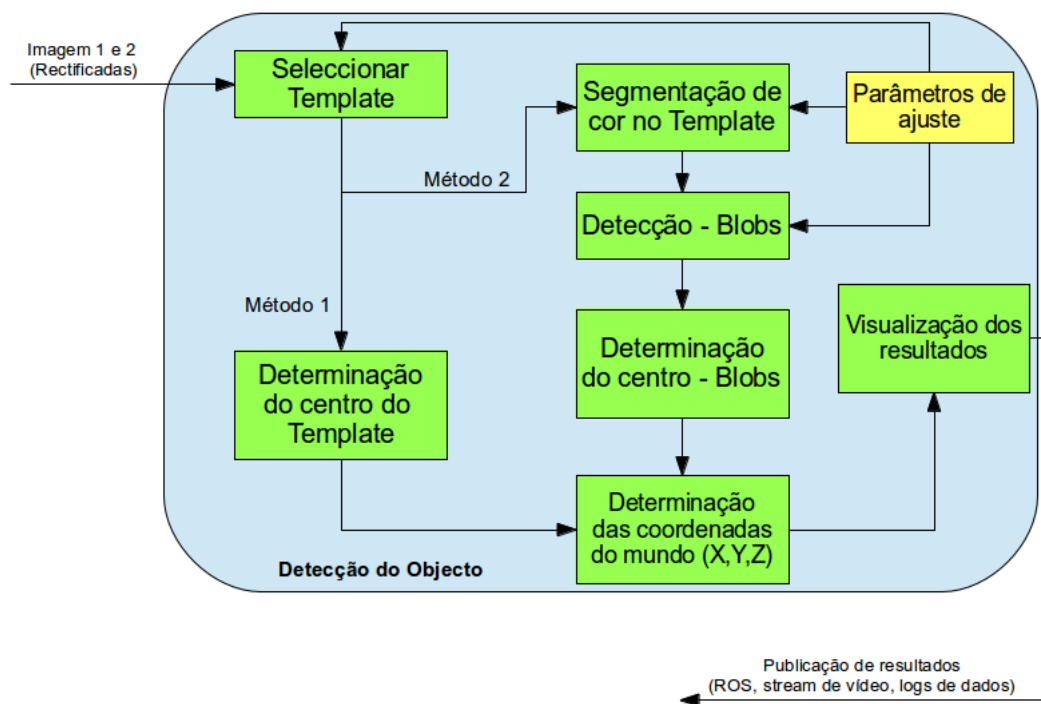 Imagem 1 e 2
(Rectificadas)
Seleccionar
Template
Segmentação de
cor no Template
Parâmetros de
ajuste
Método 2
Detecção - Blobs
Método 1
Determinação
do centro do
Template
Determinação
do centro - Blobs
Visualização dos
resultados
Determinação
das coordenadas
do mundo (X,Y,Z)
Detecção do Objecto
Publicação de resultados
(ROS, stream de vídeo, logs de dados)